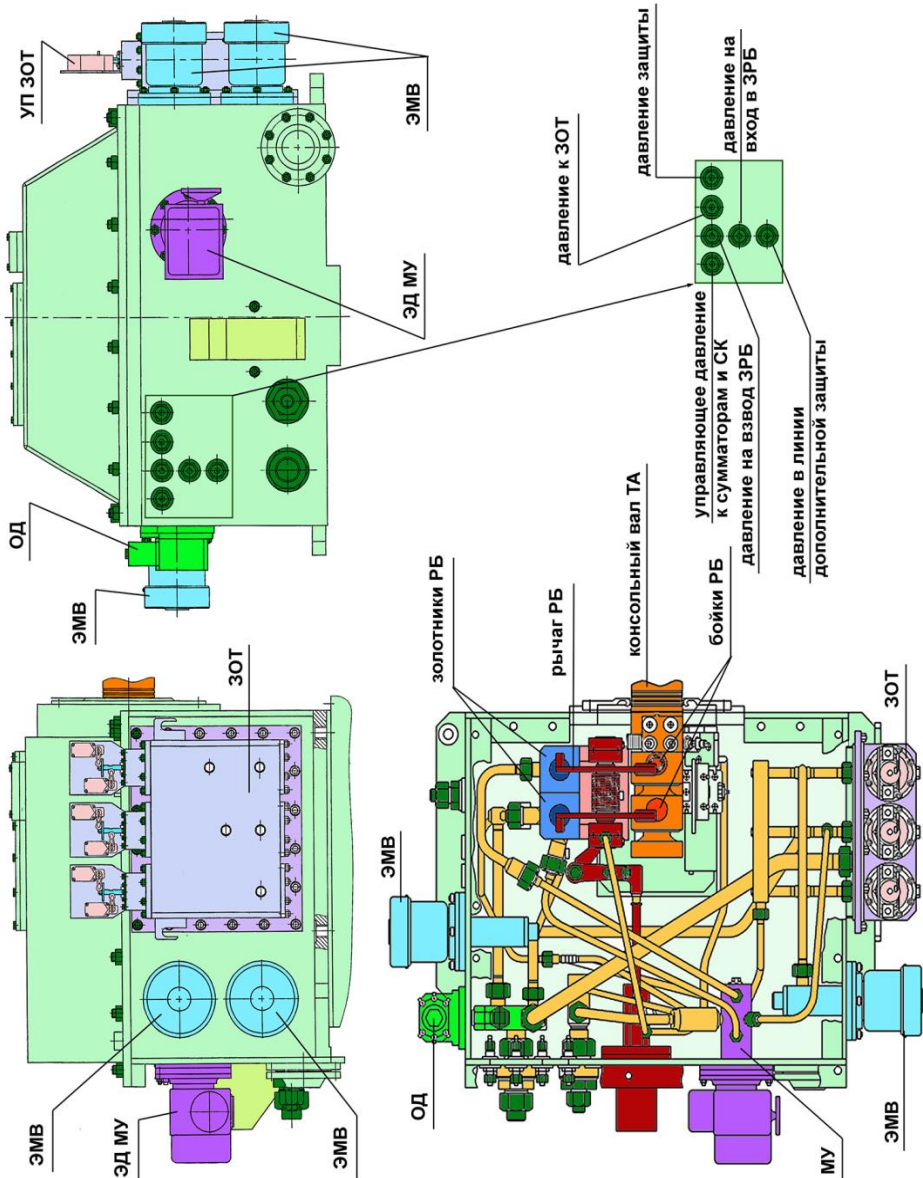 ЭМВ
ЭД МУ
ЗОТ
ЭМВ
ОД
УП ЗОТ
ЭМВ
ЭМВ
ЭД МУ
ОД
ЭМВ
золотники РБ
рычаг РБ
консольный вал ТА
бойки РБ
МУ
ЭМВ
ЗОТ
давление к ЗОТ
давление защиты
управляющее давление
к сумматорам и СК
давление на
вход в ЗРБ
давление на взвод ЗРБ
давление в линии
дополнительной защиты